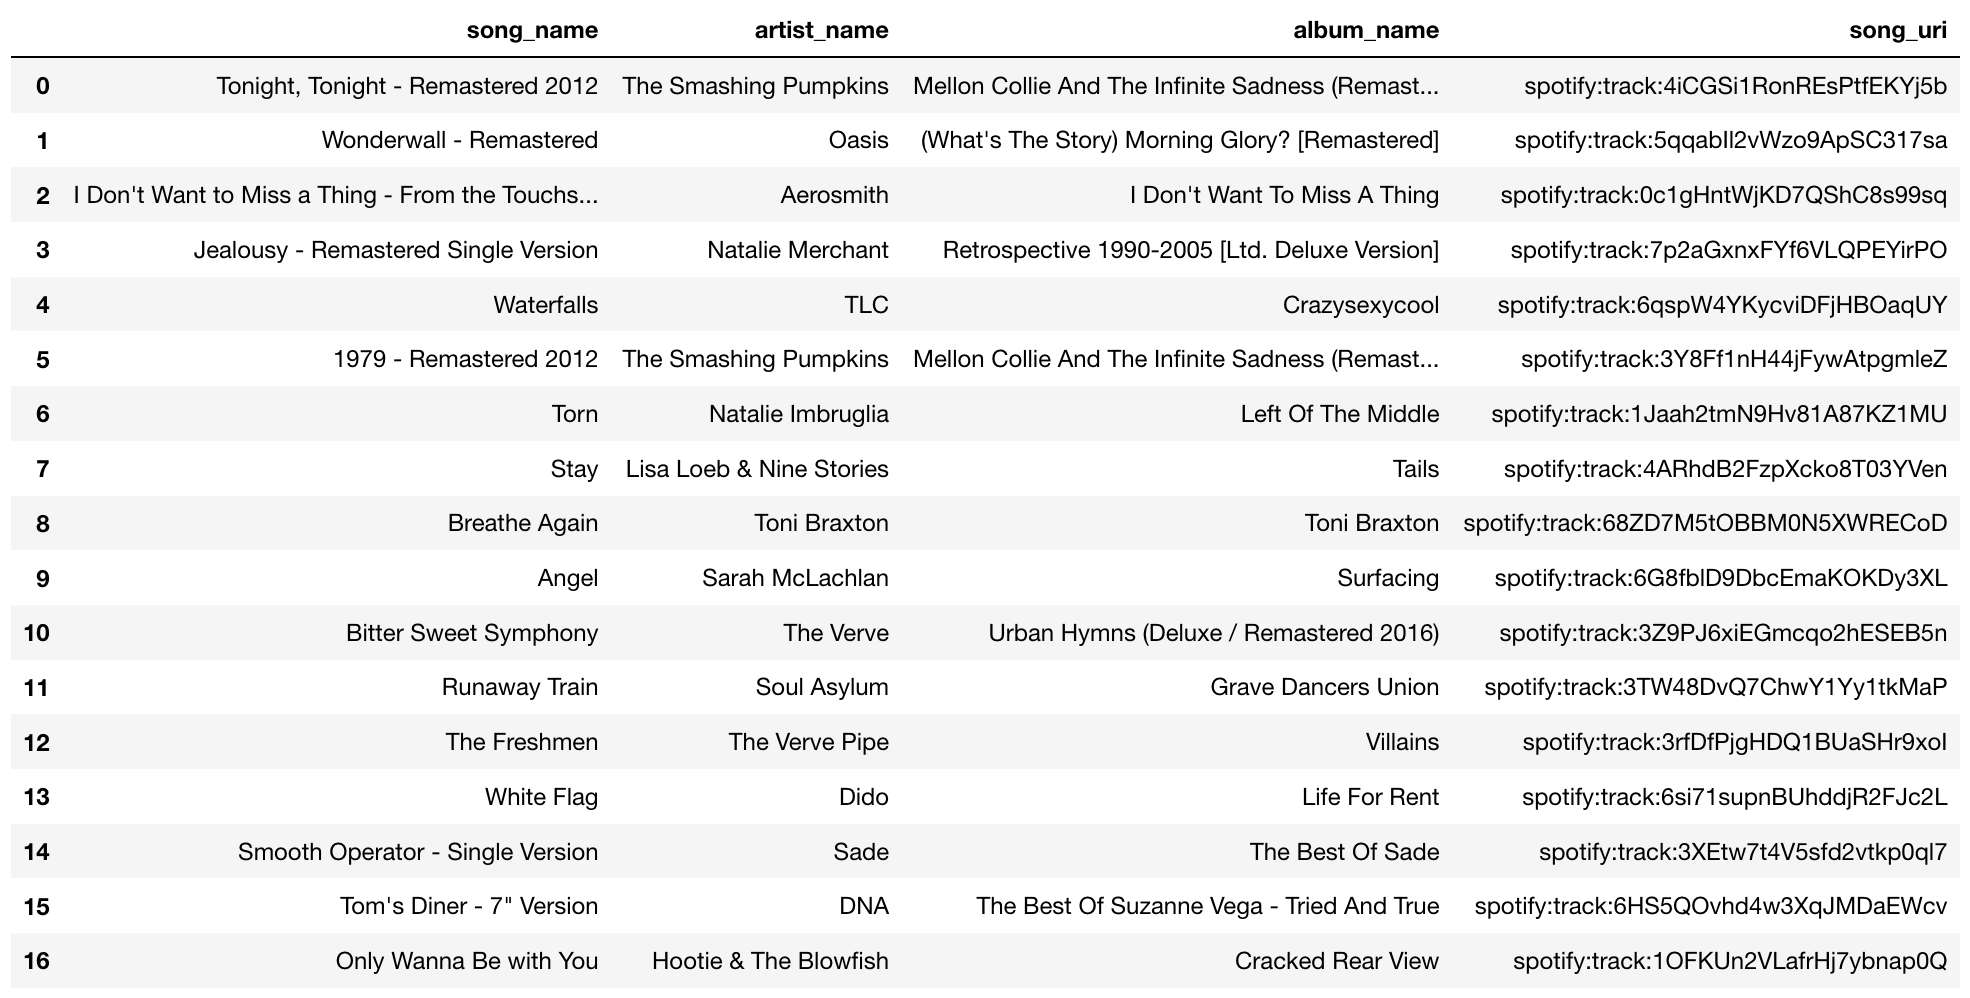 song_name artist_name album_name song_uri
0 Tonight, Tonight - Remastered 2012 The Smashing Pumpkins Mellon Collie And The Infinite Sadness (Remast... spotify:track:4iCGSi1RonREsPtfEKYj5b
1 Wonderwall - Remastered Oasis (What's The Story) Morning Glory? [Remastered] spotify:track:5qqabIl2vWzo9ApSC317sa
2 I Don't Want to Miss a Thing - From the Touchs... Aerosmith I Don't Want To Miss A Thing spotify:track:0c1gHntWjKD7QShC8s99sq
3 Jealousy - Remastered Single Version Natalie Merchant Retrospective 1990-2005 [Ltd. Deluxe Version] spotify:track:7p2aGxnxFYf6VLQPEYirPO
4 Waterfalls TLC Crazysexycool spotify:track:6qspW4YKycviDFjHBOaqUY
5 1979 - Remastered 2012 The Smashing Pumpkins Mellon Collie And The Infinite Sadness (Remast... spotify:track:3Y8Ff1nH44jFywAtpgmleZ
6 Torn Natalie Imbruglia Left Of The Middle spotify:track:1Jaah2tmN9Hv81A87KZ1MU
7 Stay Lisa Loeb & Nine Stories Tails spotify:track:4ARhdB2FzpXcko8T03YVen
8 Breathe Again Toni Braxton Toni Braxton spotify:track:68ZD7M5tOBBM0N5XWRECoD
9 Angel Sarah McLachlan Surfacing spotify:track:6G8fblD9DbcEmaKOKDy3XL
10 Bitter Sweet Symphony The Verve Urban Hymns (Deluxe / Remastered 2016) spotify:track:3Z9PJ6xiEGmcqo2hESEB5n
11 Runaway Train Soul Asylum Grave Dancers Union spotify:track:3TW48DvQ7ChwY1Yy1tkMaP
12 The Freshmen The Verve Pipe Villains spotify:track:3rfDfPjgHDQ1BUaSHr9xoI
13 White Flag Dido Life For Rent spotify:track:6si71supnBUhddjR2FJc2L
14 Smooth Operator - Single Version Sade The Best Of Sade spotify:track:3XEtw7t4V5sfd2vtkp0ql7
15 Tom's Diner - 7" Version DNA The Best Of Suzanne Vega - Tried And True spotify:track:6HS5QOvhd4w3XqJMDaEWcv
16 Only Wanna Be with You Hootie & The Blowfish Cracked Rear View spotify:track:1OFKUn2VLafrHj7ybnap0Q